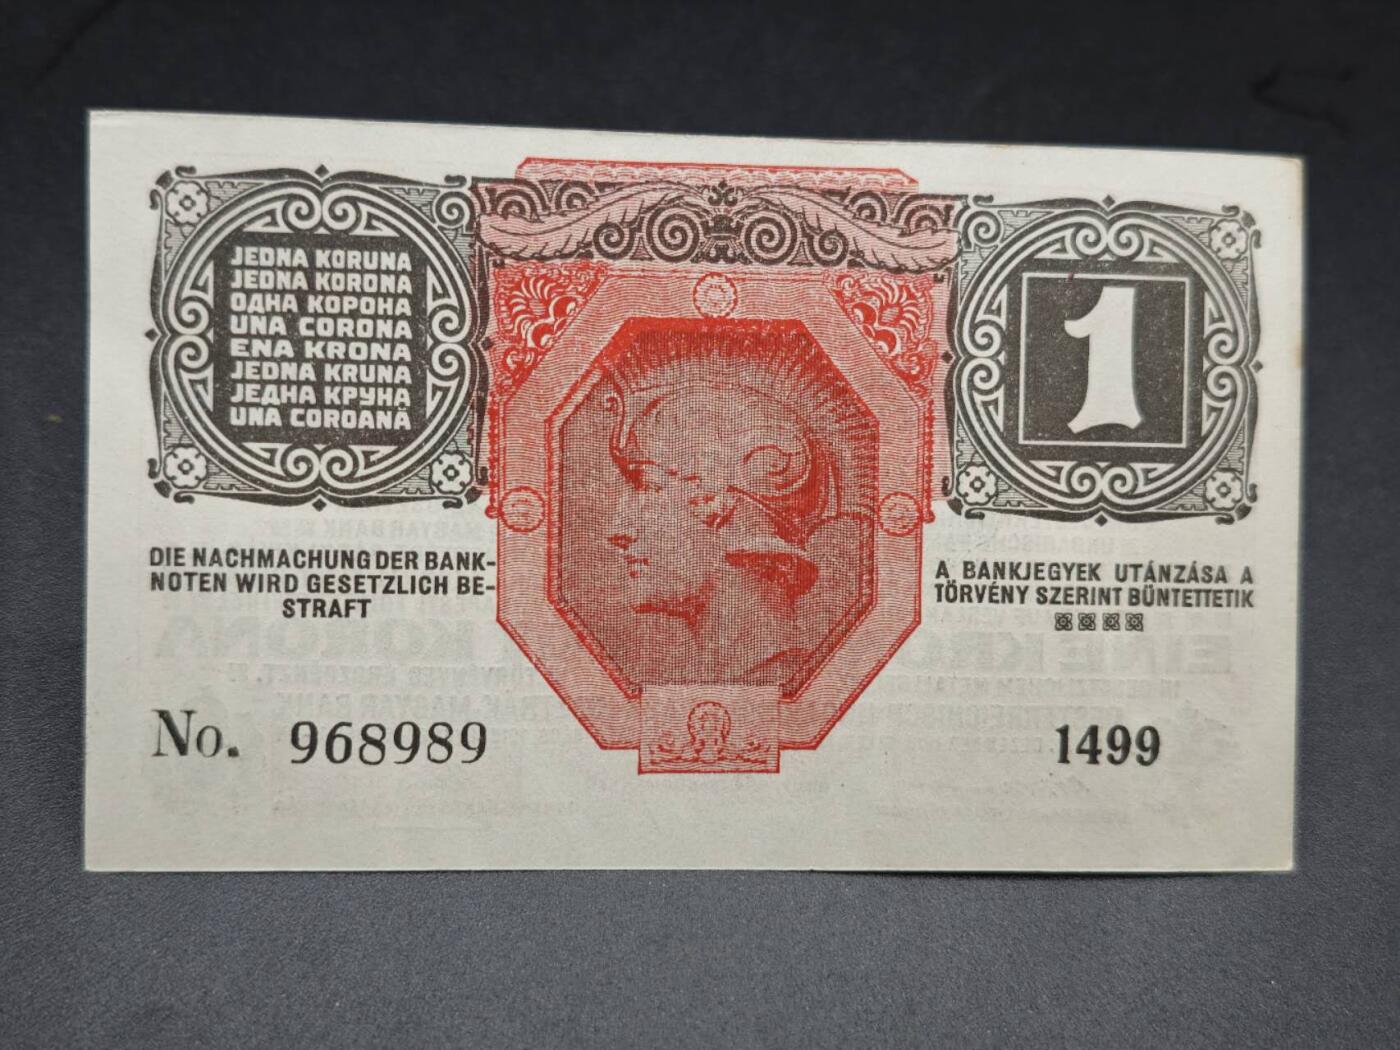 JEDNA KORUNA
JEDNA KORONA
ОДНА КОРОНА
UNA CORONA
ENA KRONA
JEDNA KRUNA
ЈЕДНА КРУНА
UNA COROANĂ
1
DIE NACHMACHUNG DER BANK-
NOTEN WIRD GESETZLICH BE-
STRAFT
A BANKJEGYEK UTÁNZÁSA A
TÖRVÉNY SZERINT BÜNTETTETIK
No. 968989
1499